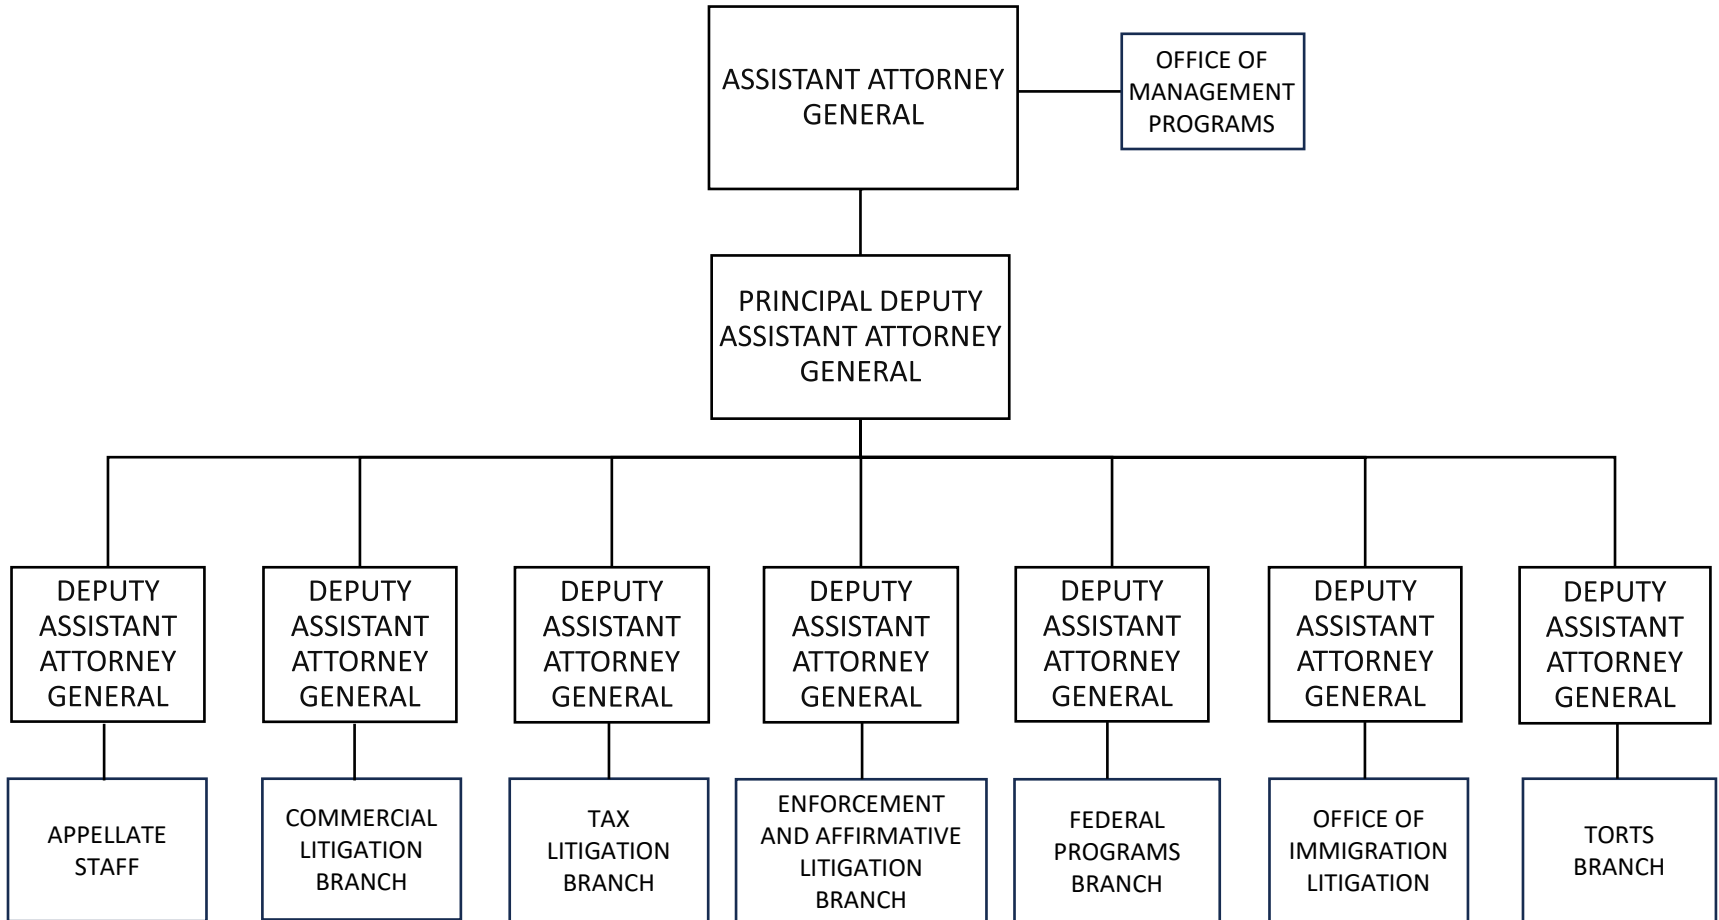 ASSISTANT ATTORNEY
GENERAL
OFFICE OF
MANAGEMENT
PROGRAMS
PRINCIPAL DEPUTY
ASSISTANT ATTORNEY
GENERAL
DEPUTY
ASSISTANT
ATTORNEY
GENERAL
DEPUTY
ASSISTANT
ATTORNEY
GENERAL
DEPUTY
ASSISTANT
ATTORNEY
GENERAL
DEPUTY
ASSISTANT
ATTORNEY
GENERAL
DEPUTY
ASSISTANT
ATTORNEY
GENERAL
DEPUTY
ASSISTANT
ATTORNEY
GENERAL
DEPUTY
ASSISTANT
ATTORNEY
GENERAL
APPELLATE
STAFF
COMMERCIAL
LITIGATION
BRANCH
TAX
LITIGATION
BRANCH
ENFORCEMENT
AND AFFIRMATIVE
LITIGATION
BRANCH
FEDERAL
PROGRAMS
BRANCH
OFFICE OF
IMMIGRATION
LITIGATION
TORTS
BRANCH